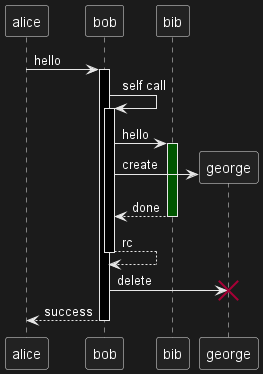 alice bob bib
hello
self call
hello
george
create
done
rc
delete
success
alice bob bib george